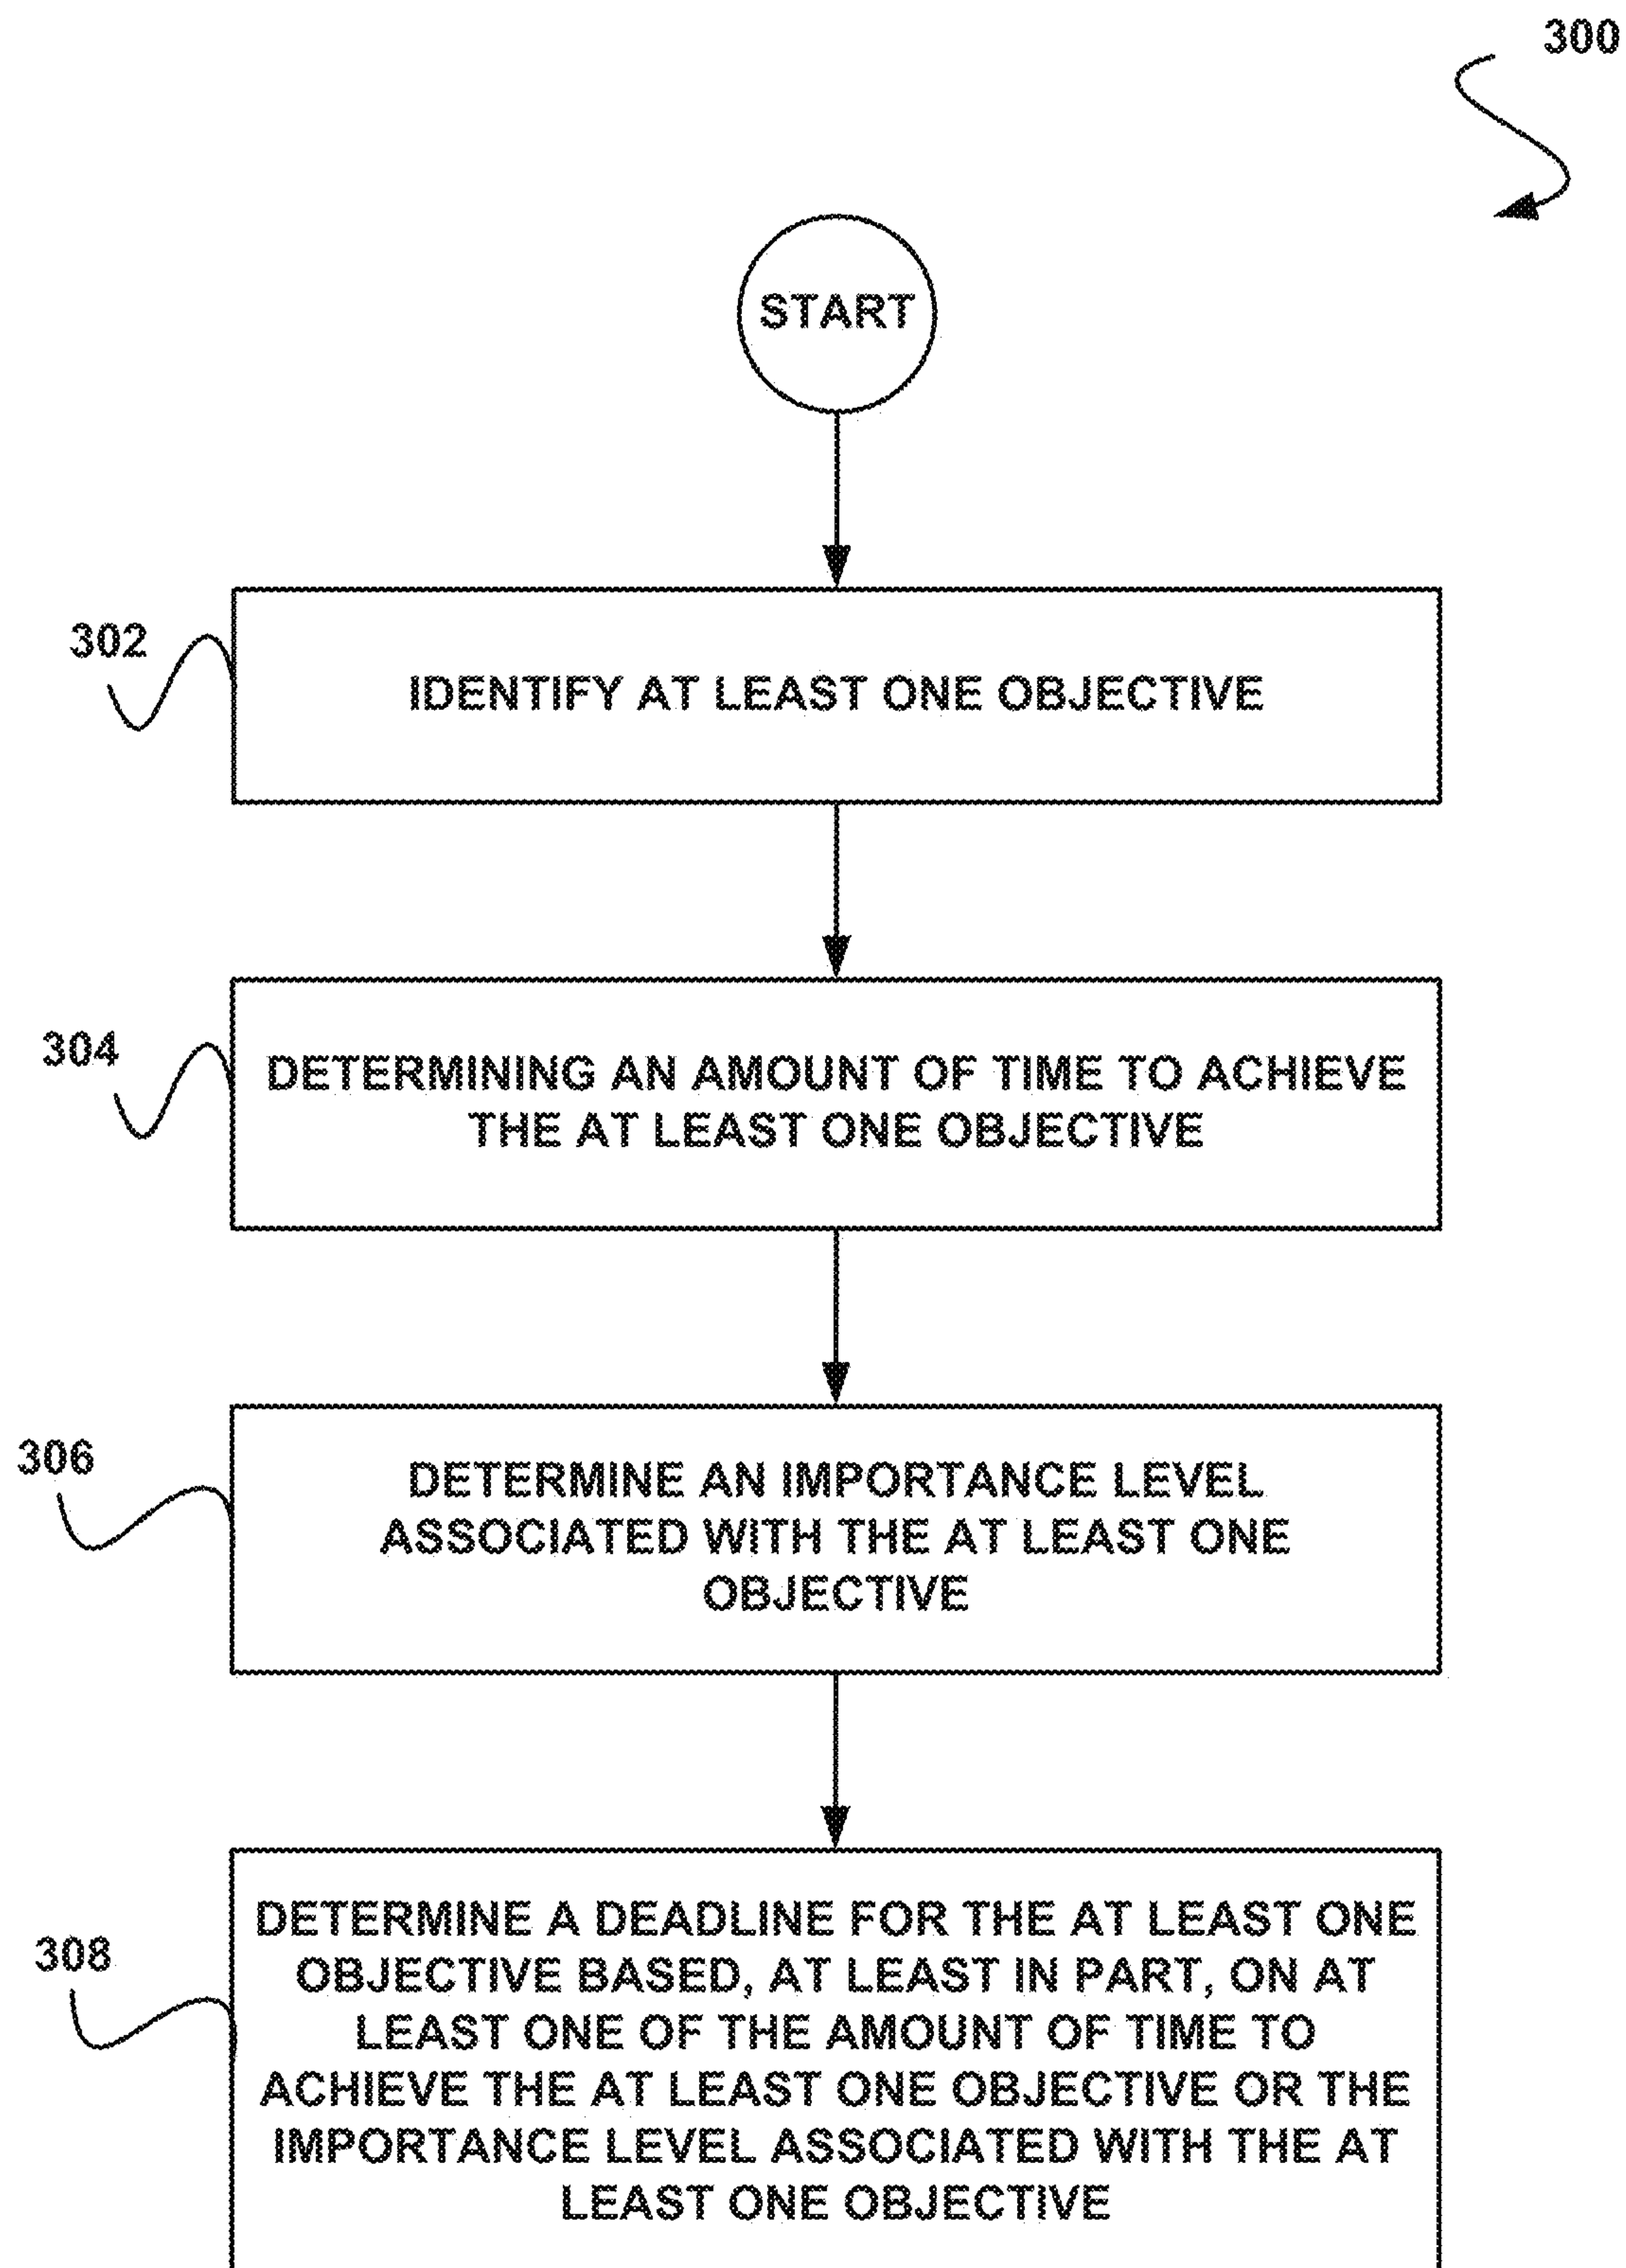 300
START
302
IDENTIFY AT LEAST ONE OBJECTIVE
304
DETERMINING AN AMOUNT OF TIME TO ACHIEVE
THE AT LEAST ONE OBJECTIVE
306
DETERMINE AN IMPORTANCE LEVEL
ASSOCIATED WITH THE AT LEAST ONE
OBJECTIVE
308
DETERMINE A DEADLINE FOR THE AT LEAST ONE
OBJECTIVE BASED, AT LEAST IN PART, ON AT
LEAST ONE OF THE AMOUNT OF TIME TO
ACHIEVE THE AT LEAST ONE OBJECTIVE OR THE
IMPORTANCE LEVEL ASSOCIATED WITH THE AT
LEAST ONE OBJECTIVE